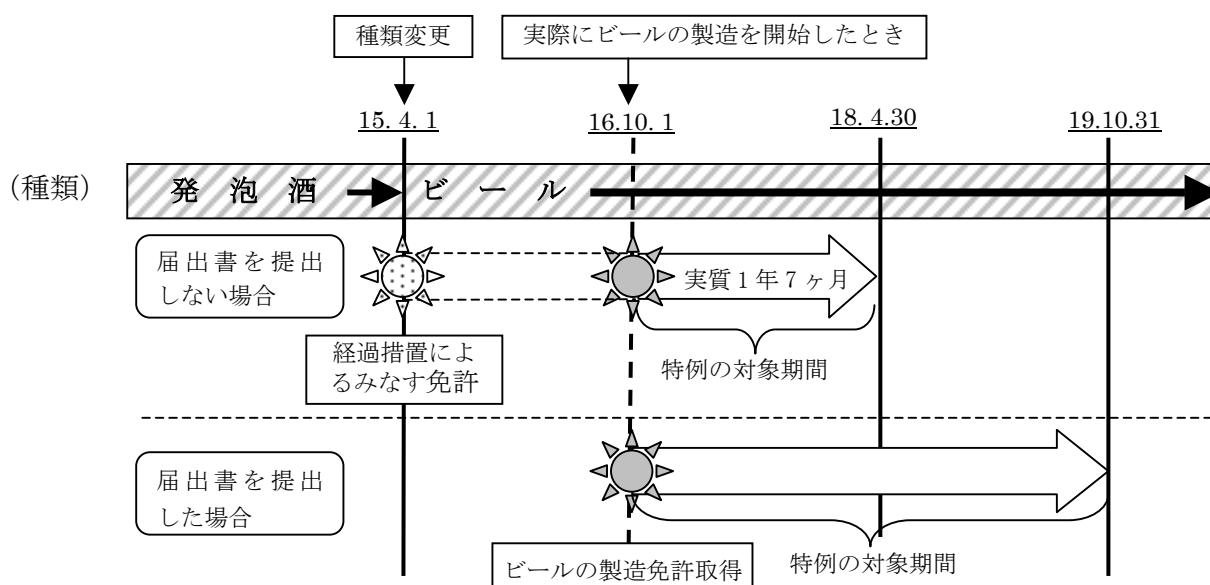 種類変更
実際にビールの製造を開始したとき
15. 4. 1
16.10. 1
18. 4.30
19.10.31
（種類）
発 泡 酒
ビ ー ル
届出書を提出
しない場合
実質１年７ヶ月
経過措置によ
るみなす免許
特例の対象期間
届出書を提出
した場合
ビールの製造免許取得
特例の対象期間